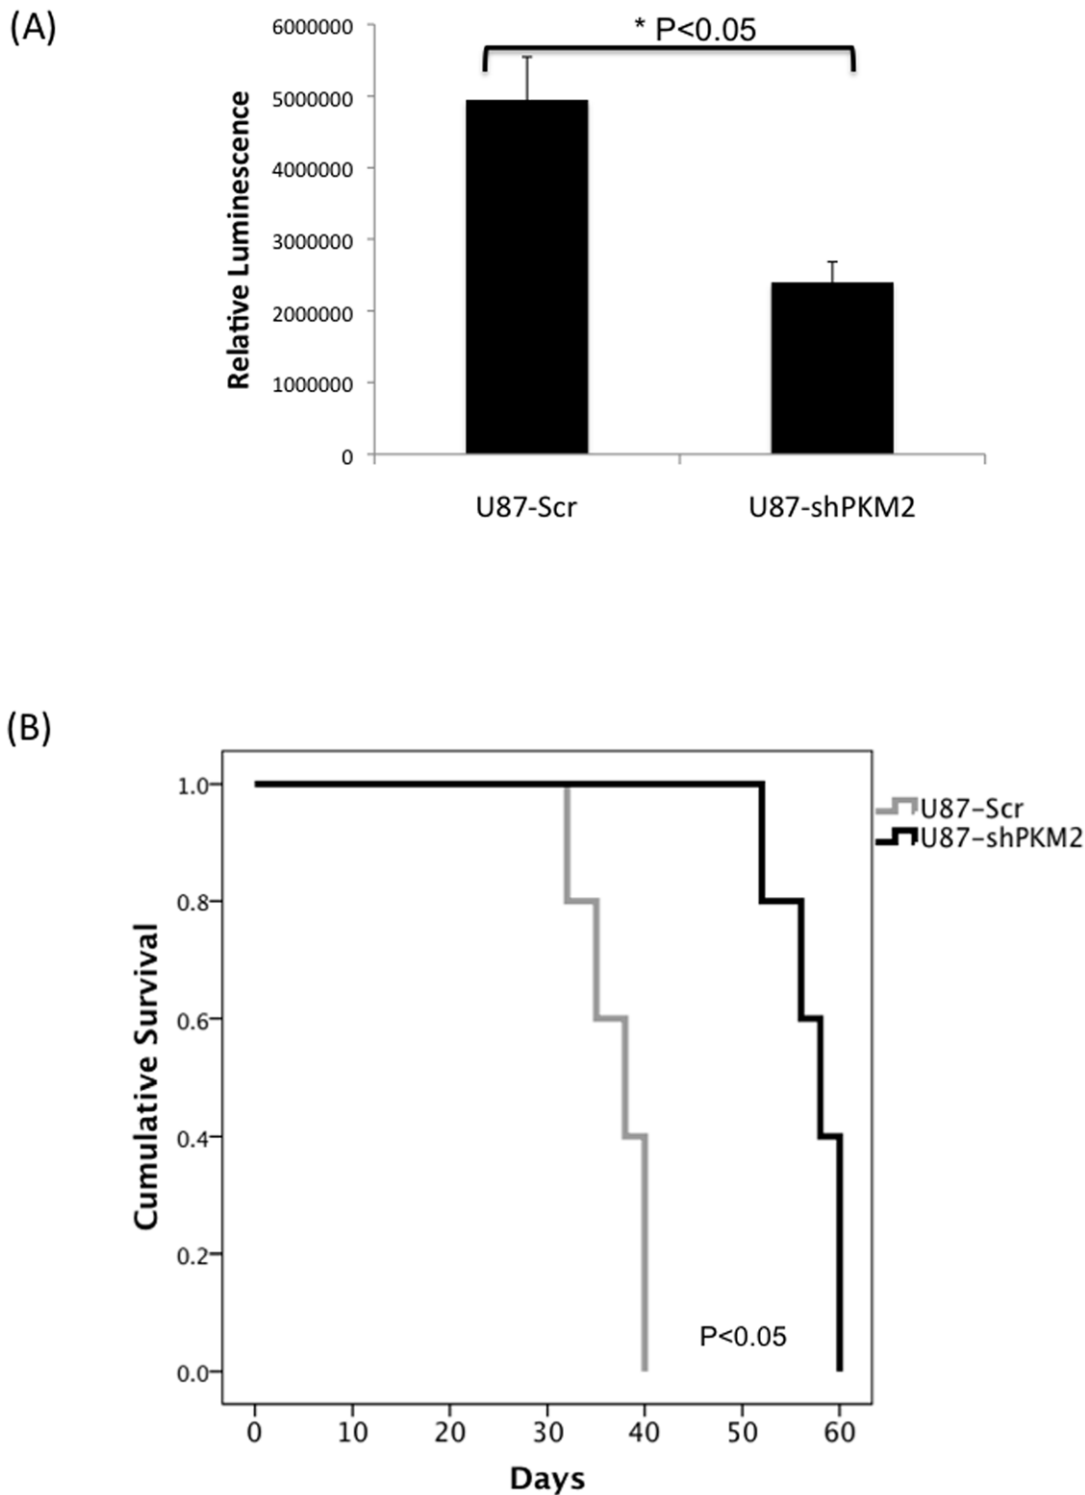 (A)
* P<0.05
6000000
5000000
4000000
3000000
2000000
1000000
0
Relative Luminescence
U87-Scr
U87-shPKM2
(B)
1.0
0.8
0.6
0.4
0.2
0.0
Cumulative Survival
U87–Scr
U87–shPKM2
P<0.05
0 10 20 30 40 50 60
Days